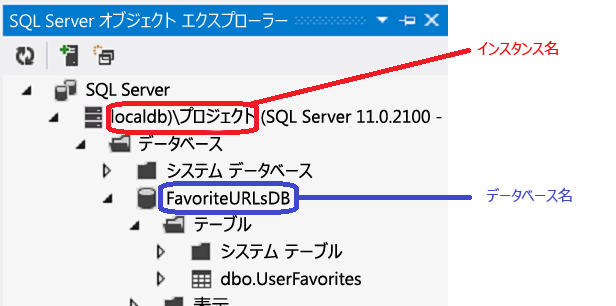 SQL Server オブジェクト エクスプローラー
インスタンス名
SQL Server
localdb)\プロジェクト (SQL Server 11.0.2100 -
データベース
システム データベース
FavoriteURLsDB
データベース名
テーブル
システム テーブル
dbo.UserFavorites
表示